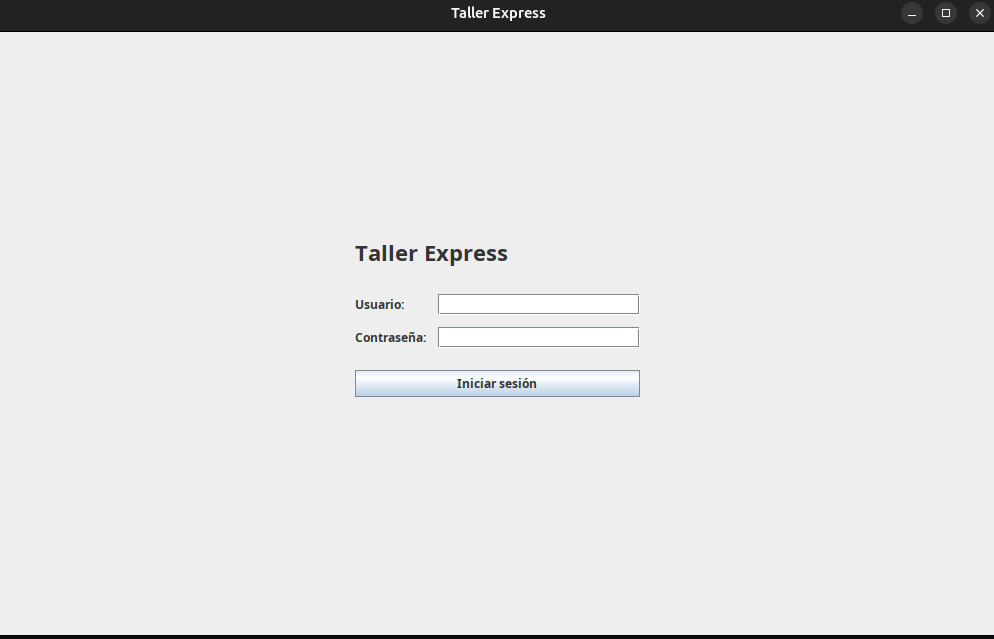 Taller Express
Taller Express
Usuario:
Contraseña:
Iniciar sesión